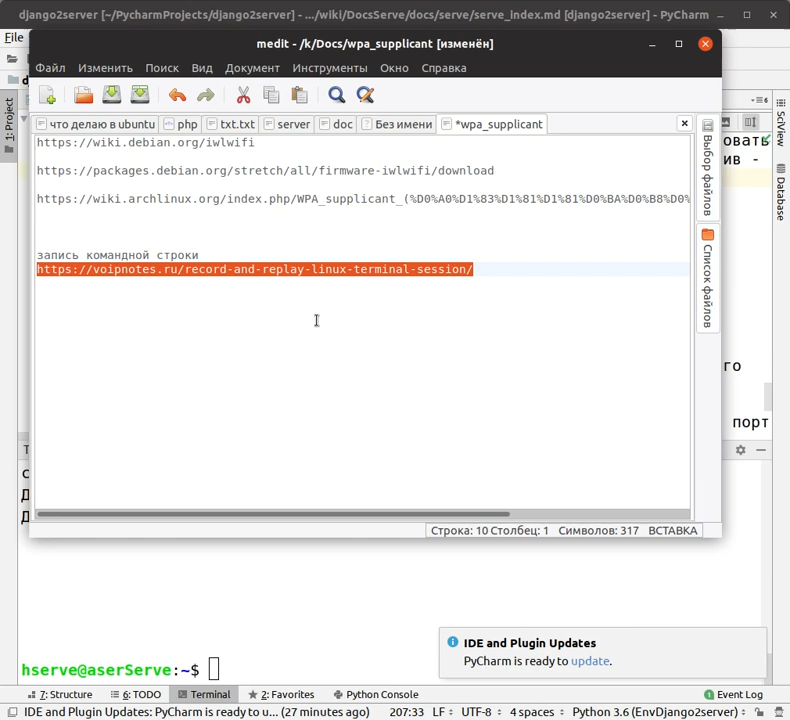 django2server [~/PycharmProjects/django2server] - .../wiki/DocsServe/docs/serve/serve_index.md [django2server] - PyCharm
File
medit - /k/Docs/wpa_supplicant [изменён]
Файл Изменить Поиск Вид Документ Инструменты Окно Справка
что делаю в ubuntu php txt.txt server doc Без имени *wpa_supplicant
https://wiki.debian.org/iwlwifi
https://packages.debian.org/stretch/all/firmware-iwlwifi/download
https://wiki.archlinux.org/index.php/WPA_supplicant_(%D0%A0%D1%83%D1%81%D1%81%D0%BA%D0%B8%D0%
запись командной строки
https://voipnotes.ru/record-and-replay-linux-terminal-session/
Выбор файлов
Список файлов
Строка: 10 Столбец: 1 Символов: 317 ВСТАВКА
1: Project
SciView
Database
овать
ив -
го
порт
hserve@aserServe:~$
IDE and Plugin Updates
PyCharm is ready to update.
7: Structure 6: TODO Terminal 2: Favorites Python Console 1 Event Log
IDE and Plugin Updates: PyCharm is ready to u... (27 minutes ago) 207:33 LF UTF-8 4 spaces Python 3.6 (EnvDjango2server)